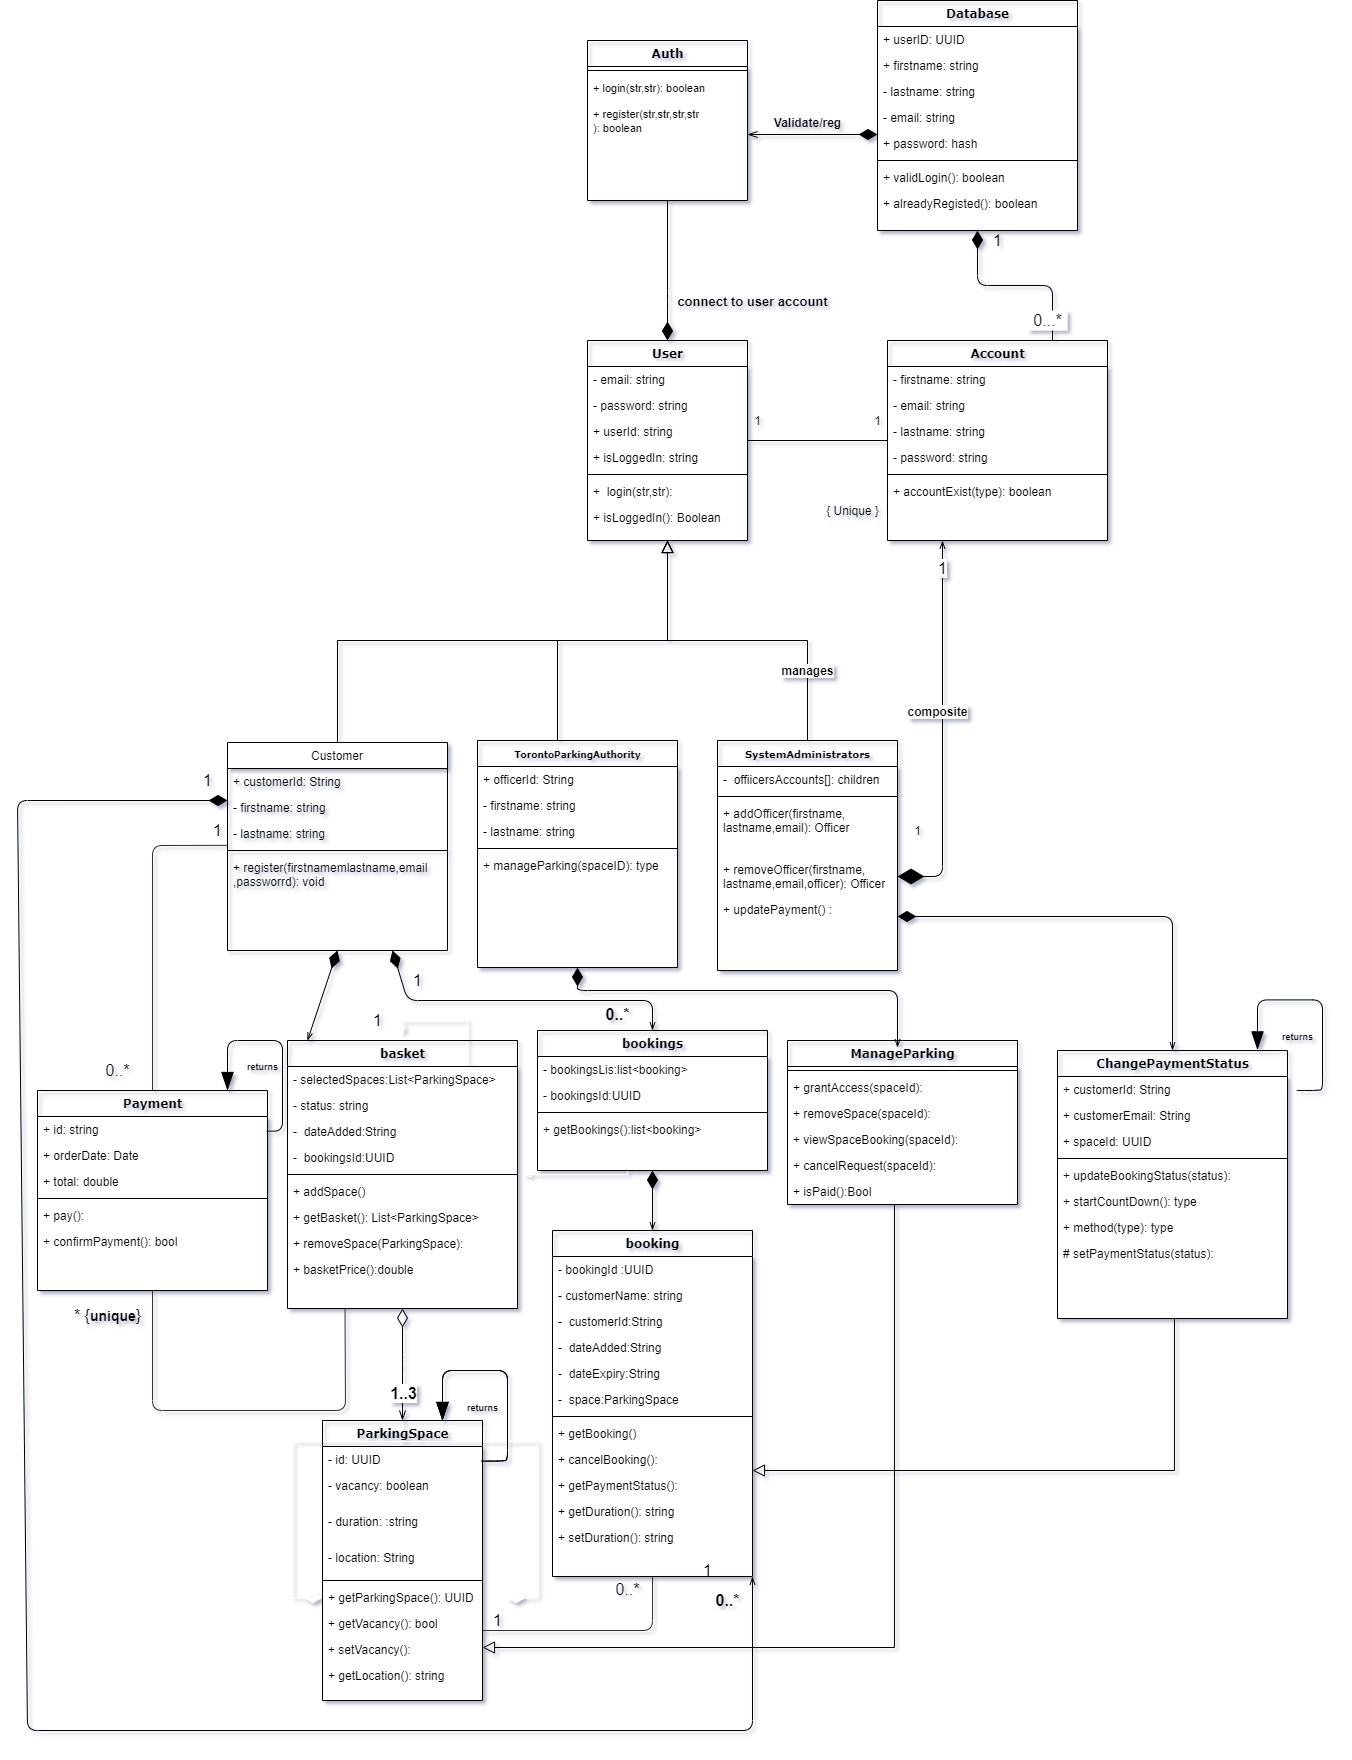 Database
+ userID: UUID
+ firstname: string
- lastname: string
- email: string
+ password: hash
+ validLogin(): boolean
+ alreadyRegisted(): boolean
Auth
+ login(str,str): boolean
+ register(str,str,str,str
): boolean
Validate/reg
1
0...*
connect to user account
User
- email: string
- password: string
+ userId: string
+ isLoggedIn: string
+  login(str,str):
+ isLoggedIn(): Boolean
1
1
Account
- firstname: string
- email: string
- lastname: string
- password: string
+ accountExist(type): boolean
{ Unique }
1
manages
composite
Customer
+ customerId: String
- firstname: string
- lastname: string
+ register(firstnamemlastname,email
,passworrd): void
1
1
TorontoParkingAuthority
+ officerId: String
- firstname: string
- lastname: string
+ manageParking(spaceID): type
SystemAdministrators
-  offiicersAccounts[]: children
+ addOfficer(firstname,
lastname,email): Officer
+ removeOfficer(firstname,
lastname,email,officer): Officer
+ updatePayment() :
1
1
1
0..*
0..*
returns
Payment
+ id: string
+ orderDate: Date
+ total: double
+ pay():
+ confirmPayment(): bool
* {unique}
basket
- selectedSpaces:List<ParkingSpace>
- status: string
-  dateAdded:String
-  bookingsId:UUID
+ addSpace()
+ getBasket(): List<ParkingSpace>
+ removeSpace(ParkingSpace):
+ basketPrice():double
bookings
- bookingsLis:list<booking>
- bookingsId:UUID
+ getBookings():list<booking>
ManageParking
+ grantAccess(spaceId):
+ removeSpace(spaceId):
+ viewSpaceBooking(spaceId):
+ cancelRequest(spaceId):
+ isPaid():Bool
returns
ChangePaymentStatus
+ customerId: String
+ customerEmail: String
+ spaceId: UUID
+ updateBookingStatus(status):
+ startCountDown(): type
+ method(type): type
# setPaymentStatus(status):
booking
- bookingId :UUID
- customerName: string
-  customerId:String
-  dateAdded:String
-  dateExpiry:String
-  space:ParkingSpace
+ getBooking()
+ cancelBooking():
+ getPaymentStatus():
+ getDuration(): string
+ setDuration(): string
1
0..*
0..*
1..3
returns
ParkingSpace
- id: UUID
- vacancy: boolean
- duration: :string
- location: String
+ getParkingSpace(): UUID
+ getVacancy(): bool
+ setVacancy():
+ getLocation(): string
1